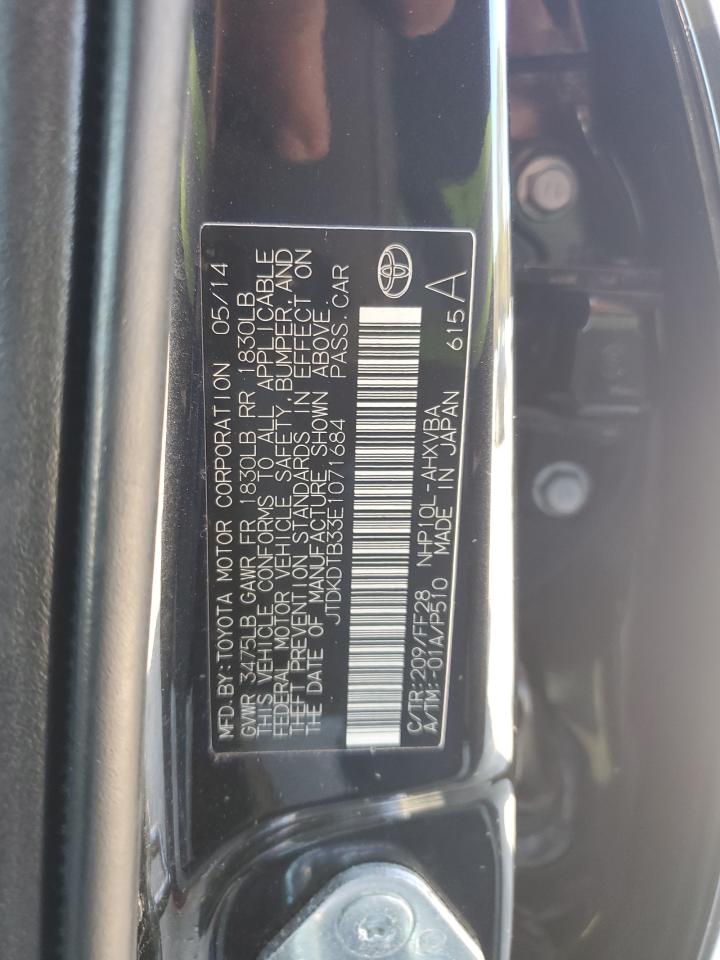 MFD.BY:TOYOTA MOTOR CORPORATION 05/14
GVWR 3475LB GAWR FR 1830LB RR 1830LB
THIS VEHICLE CONFORMS TO ALL APPLICABLE
FEDERAL MOTOR VEHICLE SAFETY, BUMPER, AND
THEFT PREVENTION STANDARDS IN EFFECT ON
THE DATE OF MANUFACTURE SHOWN ABOVE.
JTDKDTB33E1071684 PASS.CAR
C/TR:209/FF28 NHP10L-AHXVBA
A/TM:-01A/P510 MADE IN JAPAN 615 A